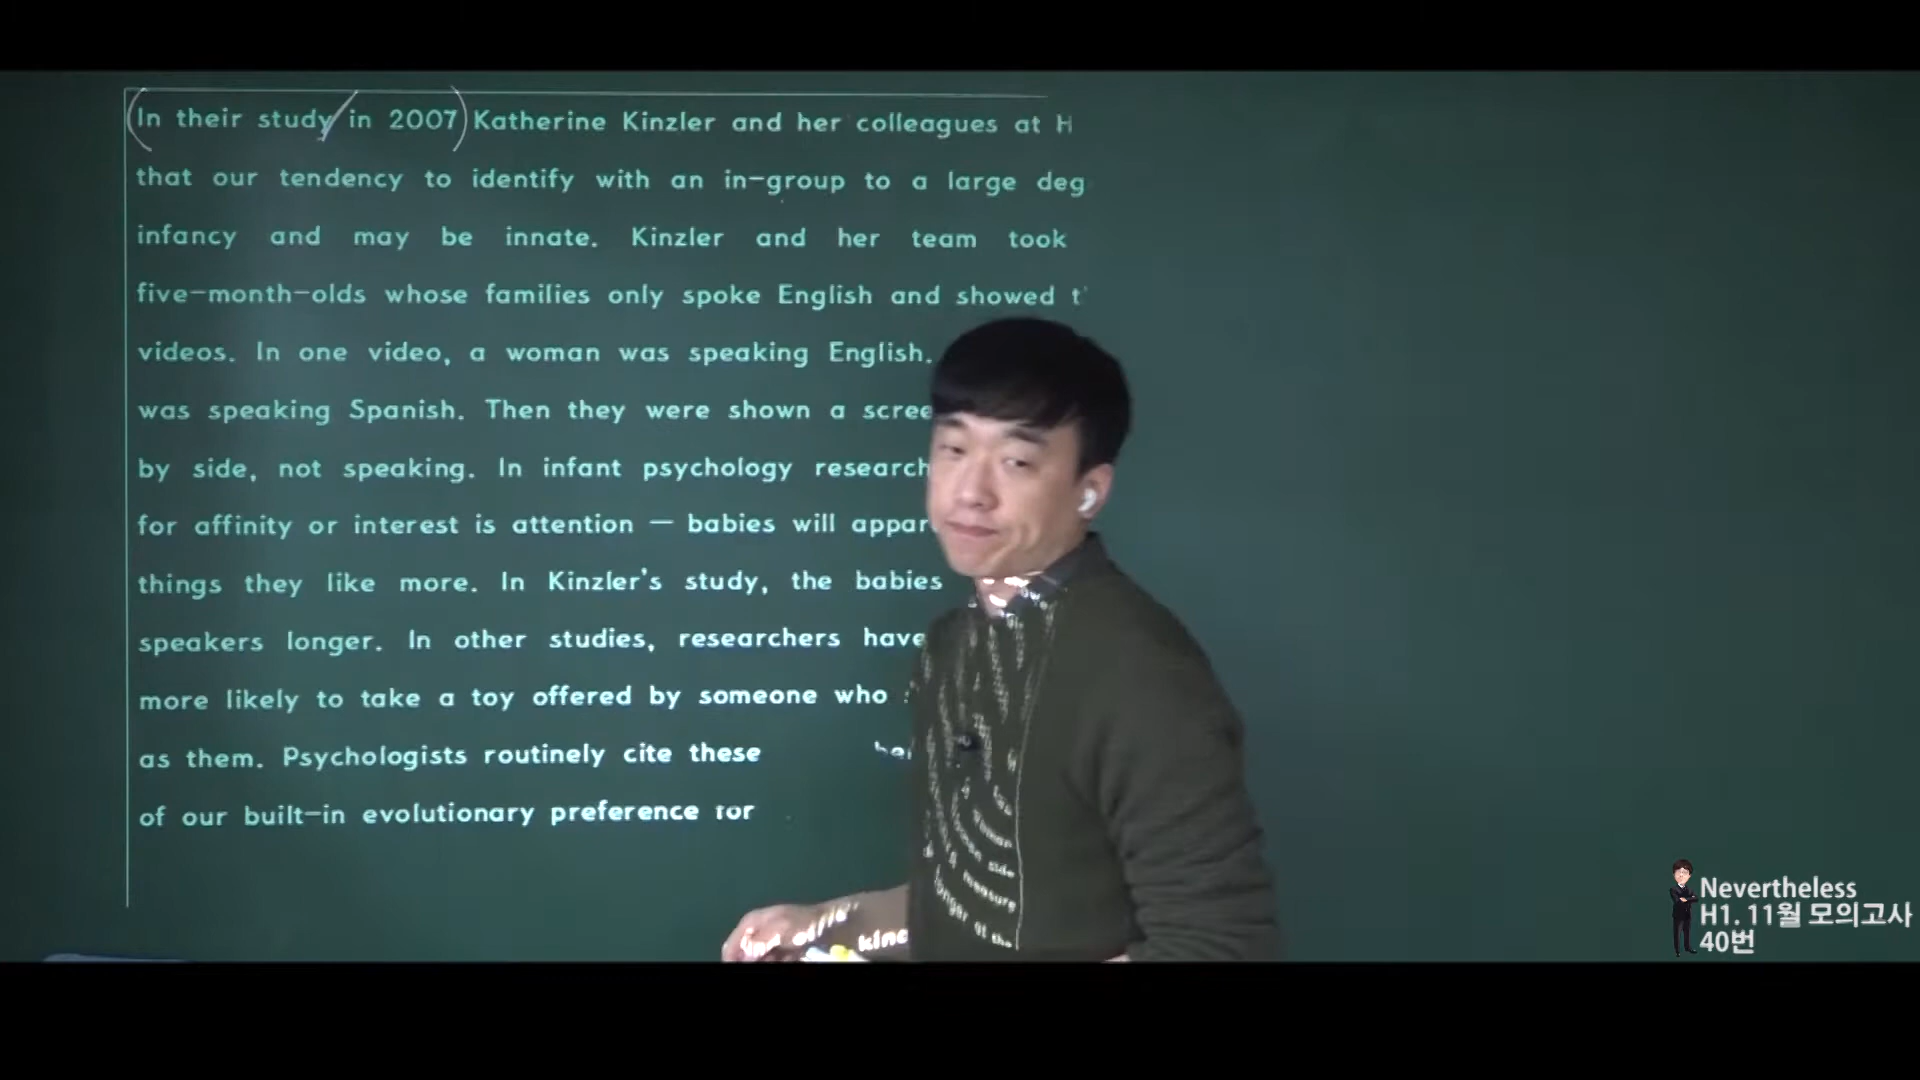 In their study in 2007 Katherine Kinzler and her colleagues at
that our tendency to identify with an in-group to a large
infancy and may be innate. Kinzler and her team took
five-month-olds whose families only spoke English and showed
videos. In one video, a woman was speaking English.
was speaking Spanish. Then they were shown a
by side, not speaking. In infant psychology research
for affinity or interest is attention — babies will
things they like more. In Kinzler's study, the babies
speakers longer. In other studies, researchers have
more likely to take a toy offered by someone who
as them. Psychologists routinely cite these
of our built-in evolutionary preference for
Nevertheless
H1. 11월 모의고사
40번